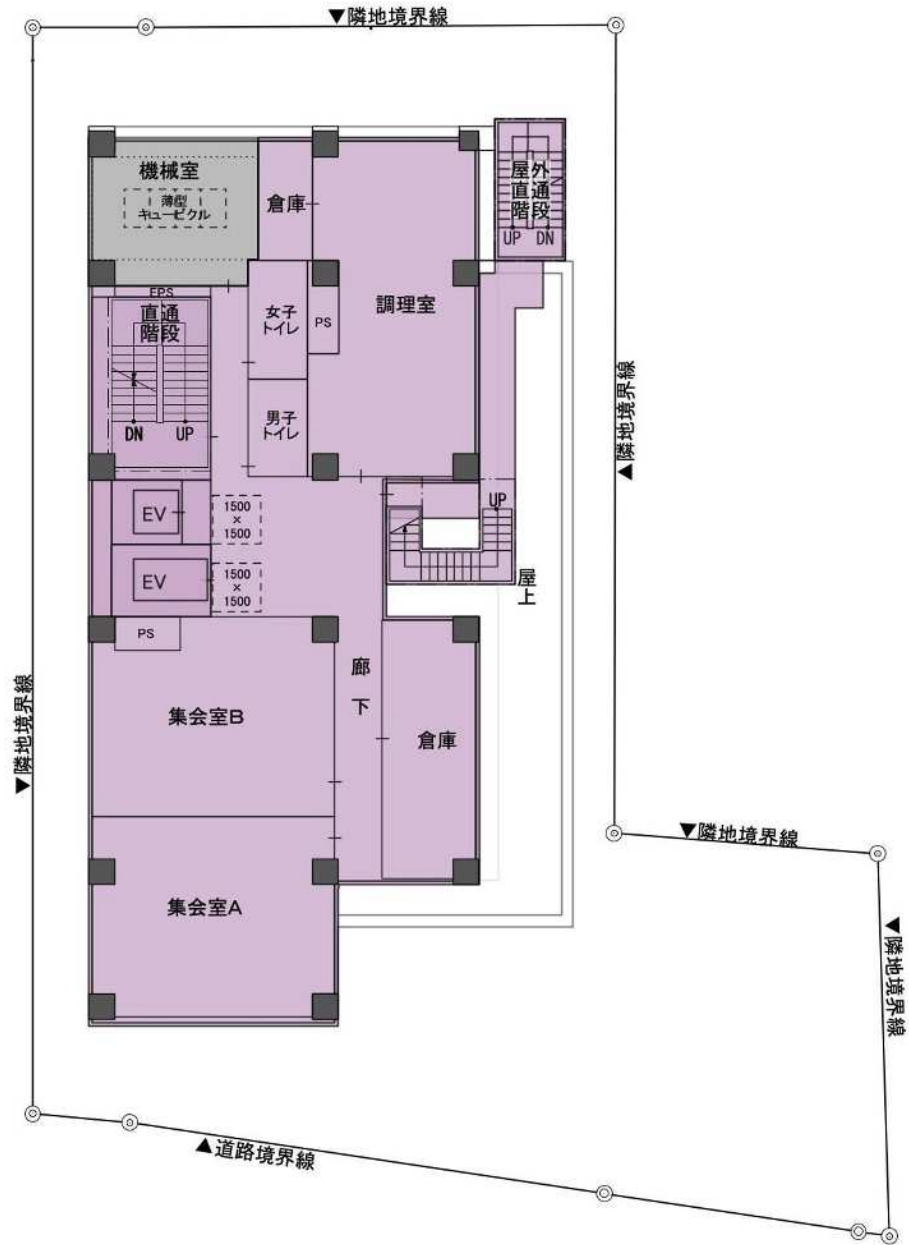 ▼隣地境界線
機械室
薄型
キュービクル
倉庫
屋外
直通
階段
UP DN
EPS
直通
階段
女子
トイレ
PS
調理室
男子
トイレ
DN UP
▲隣地境界線
EV
1500
×
1500
UP
EV
1500
×
1500
屋上
PS
廊下
▼隣地境界線
集会室B
倉庫
▼隣地境界線
集会室A
▼隣地境界線
▲道路境界線